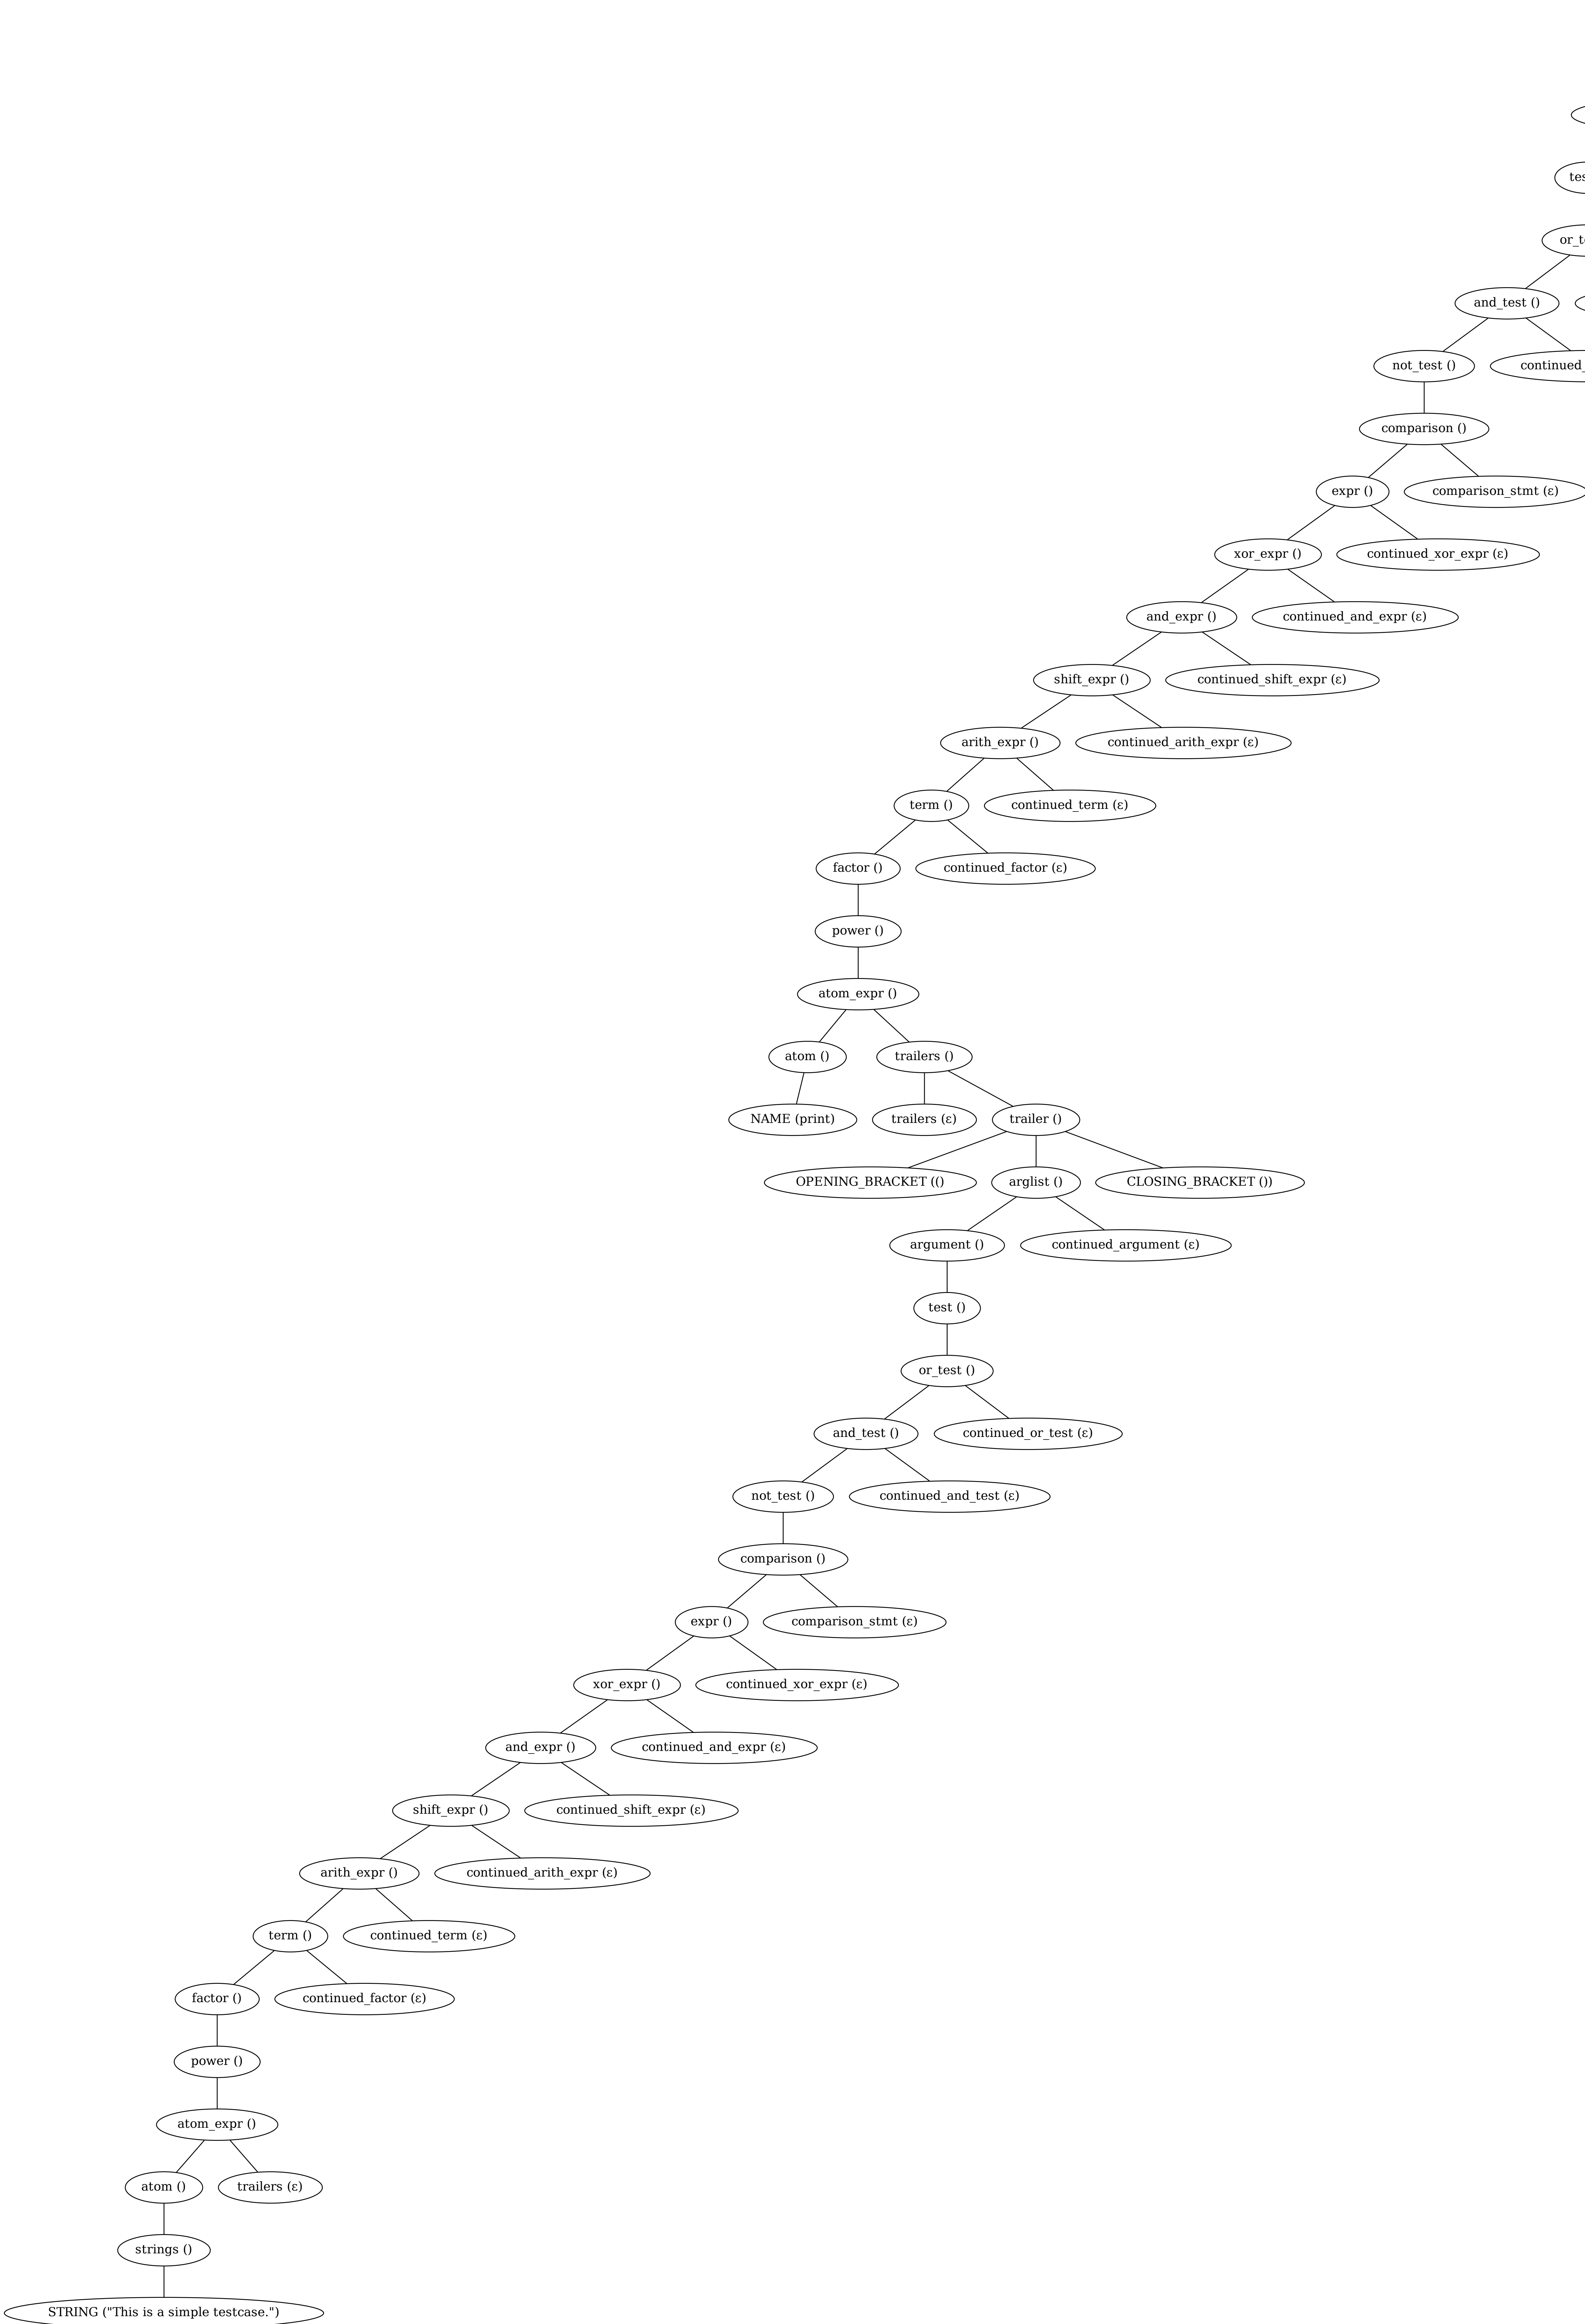 and_test ()
not_test ()
comparison ()
expr () comparison_stmt (ε)
xor_expr () continued_xor_expr (ε)
and_expr () continued_and_expr (ε)
shift_expr () continued_shift_expr (ε)
arith_expr () continued_arith_expr (ε)
term () continued_term (ε)
factor () continued_factor (ε)
power ()
atom_expr ()
atom () trailers ()
NAME (print) trailers (ε) trailer ()
OPENING_BRACKET (() arglist () CLOSING_BRACKET ())
argument () continued_argument (ε)
test ()
or_test ()
and_test () continued_or_test (ε)
not_test () continued_and_test (ε)
comparison ()
expr () comparison_stmt (ε)
xor_expr () continued_xor_expr (ε)
and_expr () continued_and_expr (ε)
shift_expr () continued_shift_expr (ε)
arith_expr () continued_arith_expr (ε)
term () continued_term (ε)
factor () continued_factor (ε)
power ()
atom_expr ()
atom () trailers (ε)
strings ()
STRING ("This is a simple testcase.")